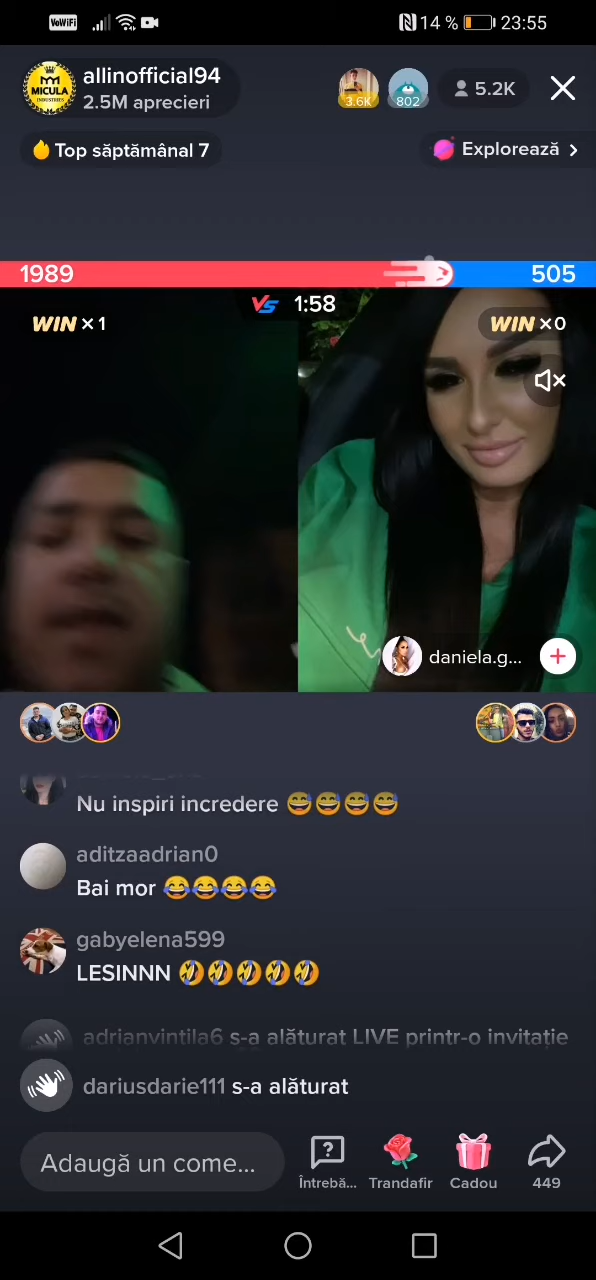 VoWiFi
14 %
23:55
allinofficial94
2.5M aprecieri
MICULA
INDUSTRIES
3.6K
802
5.2K
Top săptămânal 7
Explorează
1989
505
VS 1:58
WIN × 1
WIN × 0
daniela.g...
Nu inspiri incredere 😅😅😅😅
aditzaadrian0
Bai mor 😂😂😂😂
gabyelena599
LESINNN 🤣🤣🤣🤣🤣
adrianvintila6 s-a alăturat LIVE printr-o invitație
dariusdarie111 s-a alăturat
Adaugă un come...
Întrebă...
Trandafir
Cadou
449